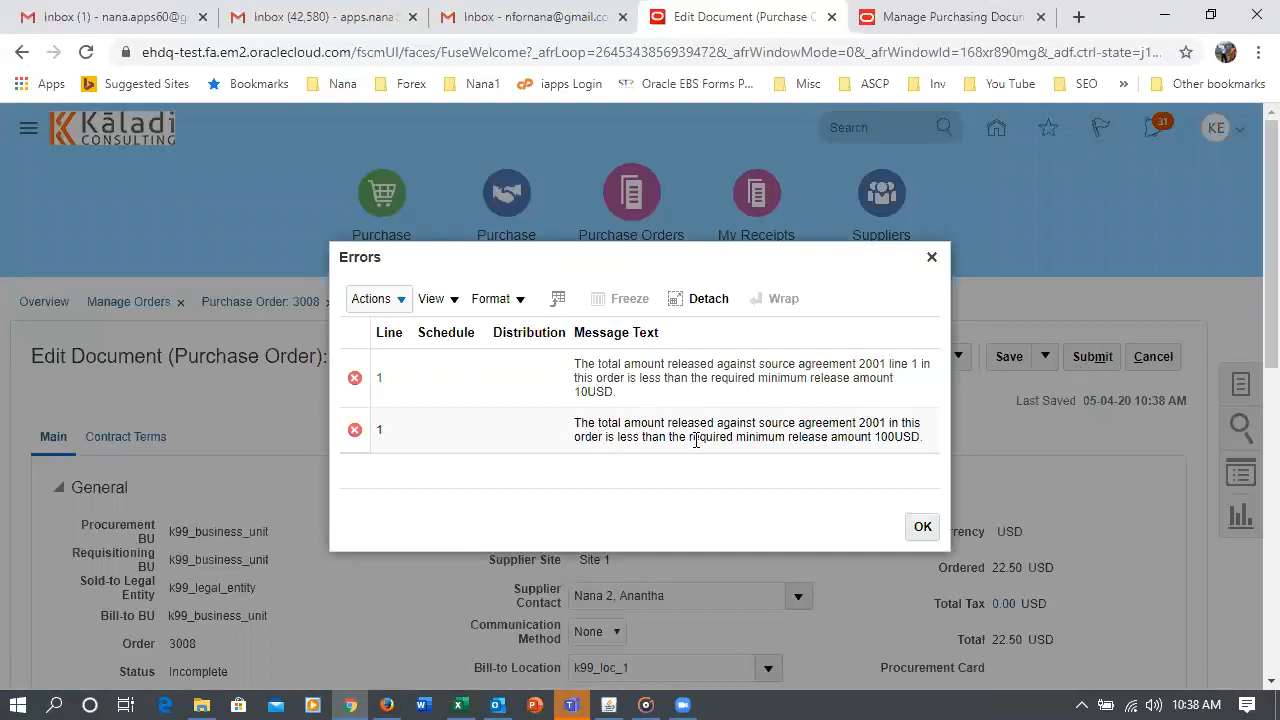 Inbox (1) - nana.apps80@g
Inbox (42,580) - apps.nana
Inbox - nfornana@gmail.co
Edit Document (Purchase C
Manage Purchasing Docur
ehdq-test.fa.em2.oraclecloud.com/fscmUI/faces/FuseWelcome?_afrLoop=26453438569394728&_afrWindowMode=0&_afrWindowId=168xr890mg&_adf.ctrl-state=j1...
Apps
Suggested Sites
Bookmarks
Nana
Forex
Nana1
iapps Login
Oracle EBS Forms P...
Misc
ASCP
Inv
You Tube
SEO
»
Other bookmarks
Kāladi
CONSULTING
Search
31
KE
Purchase
Purchase
Purchase Orders
My Receipts
Suppliers
Overview
Manage Orders
Purchase Order: 3008
Edit Document (Purchase Order):
Save
Submit
Cancel
Last Saved 05-04-20 10:38 AM
Main
Contract Terms
Errors
Actions
View
Format
Freeze
Detach
Wrap
Line
Schedule
Distribution
Message Text
1
The total amount released against source agreement 2001 line 1 in
this order is less than the required minimum release amount
10USD.
1
The total amount released against source agreement 2001 in this
order is less than the required minimum release amount 100USD.
OK
General
Procurement
BU
k99_business_unit
Requisitioning
BU
k99_business_unit
Sold-to Legal
Entity
k99_legal_entity
Bill-to BU
k99_business_unit
Order
3008
Status
Incomplete
Supplier Site
Site 1
Supplier
Contact
Nana 2, Anantha
Communication
Method
None
Bill-to Location
k99_loc_1
rrency
USD
Ordered
22.50 USD
Total Tax
0.00 USD
Total
22.50 USD
Procurement Card
10:38 AM